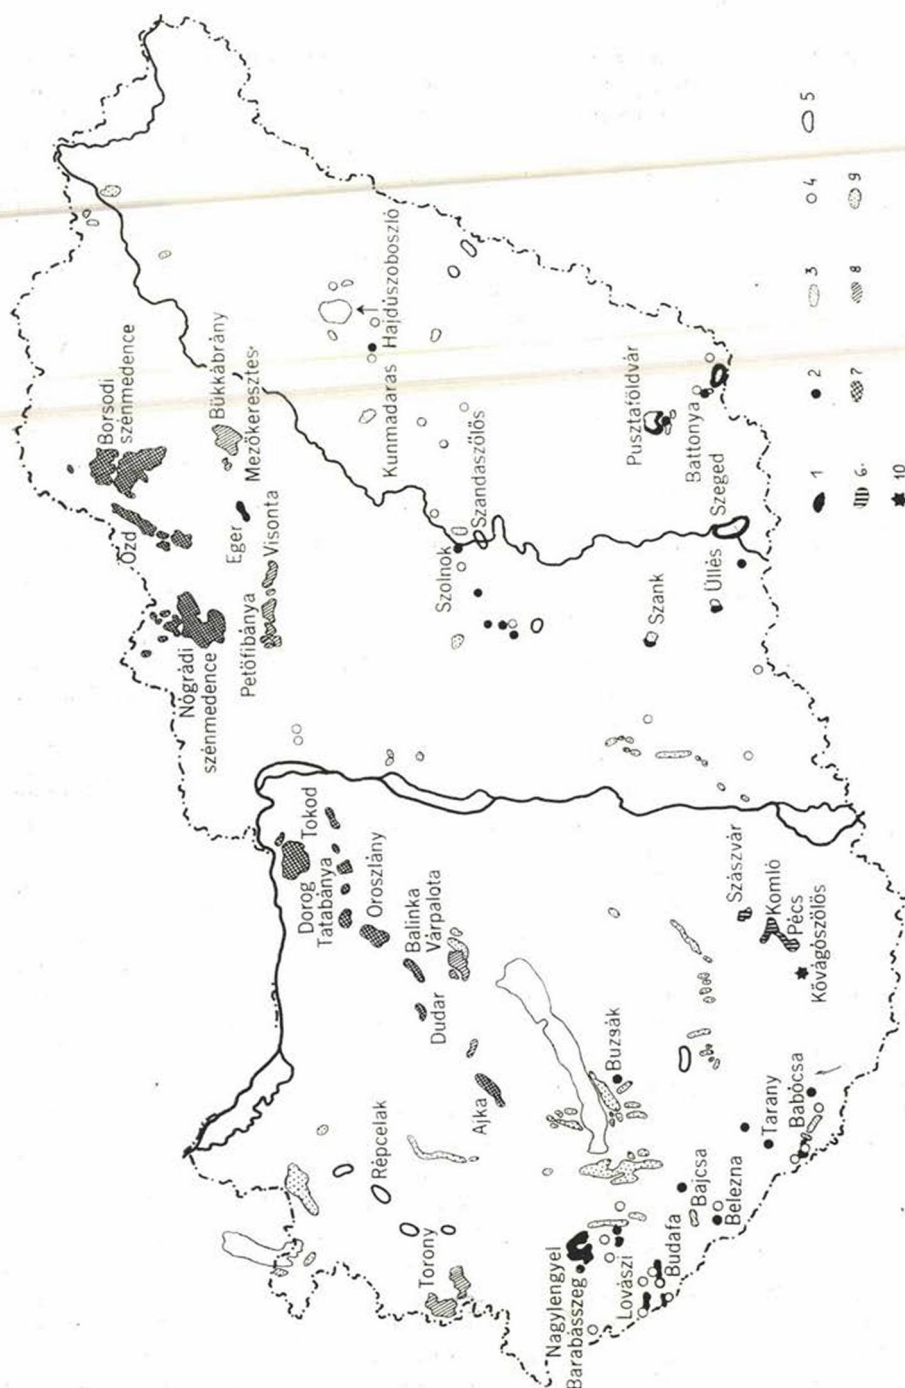 Borsodi
szénmedence
Ózd
Nógrádi
szénmedence
Bükkábrány
Mezőkeresztes
Eger
Visonta
Petőfibánya
Hajdúszoboszló
Kunmadaras
Szandaszőlős
Szolnok
Pusztaföldvár
Battonya
Szeged
Üllés
Szank
Tokod
Dorog
Tatabánya
Oroszlány
Balinka
Várpalota
Dudar
Ajka
Répcelak
Torony
Szászvár
Komló
Pécs
Kővágószőlős
Buzsák
Babócsa
Tarany
Bajcsa
Belezna
Budafa
Lovászi
Nagylengyel
Barabásszeg
1
2
3
4
5
6.
7
8
9
10